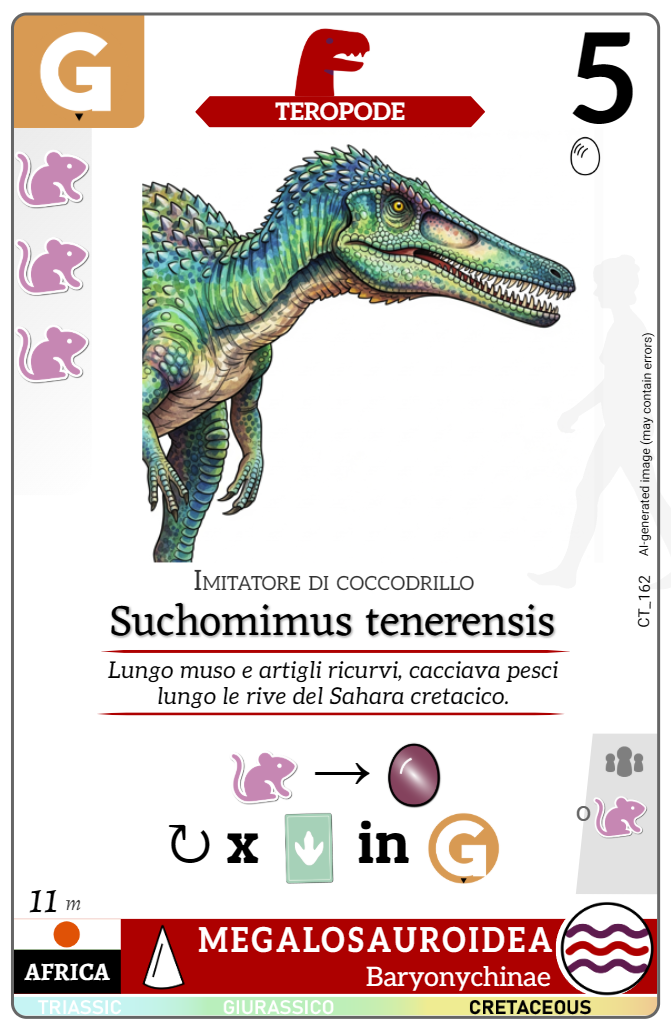 G
TEROPODE
5
AI-generated image (may contain errors)
CT_162
Imitatore di coccodrillo
Suchomimus tenerensis
Lungo muso e artigli ricurvi, cacciava pesci
lungo le rive del Sahara cretacico.
→
o
↻ x in G
11 m
AFRICA
MEGALOSAUROIDEA
Baryonychinae
TRIASSIC GIURASSICO CRETACEOUS